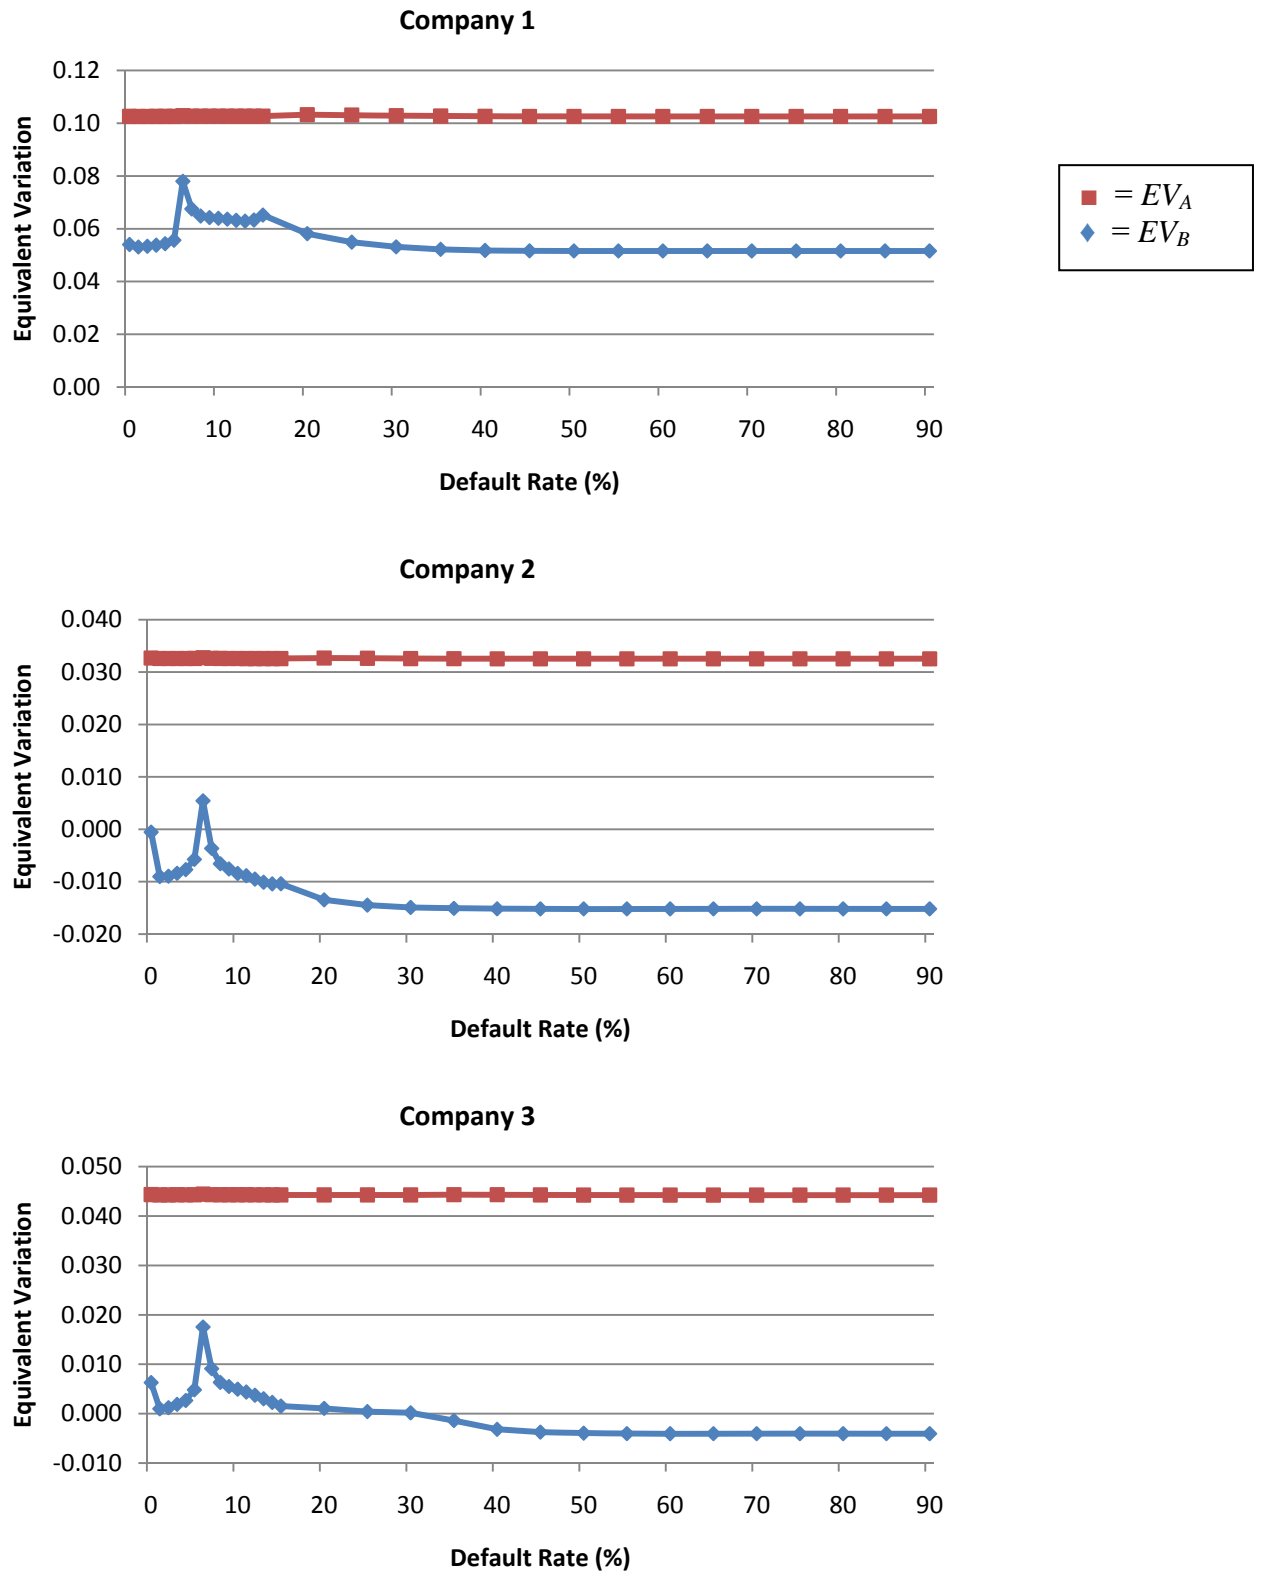 Company 1
Equivalent Variation
0.12
0.10
0.08
0.06
0.04
0.02
0.00
0 10 20 30 40 50 60 70 80 90
Default Rate (%)
= EV_A
= EV_B
Company 2
Equivalent Variation
0.040
0.030
0.020
0.010
0.000
-0.010
-0.020
0 10 20 30 40 50 60 70 80 90
Default Rate (%)
Company 3
Equivalent Variation
0.050
0.040
0.030
0.020
0.010
0.000
-0.010
0 10 20 30 40 50 60 70 80 90
Default Rate (%)